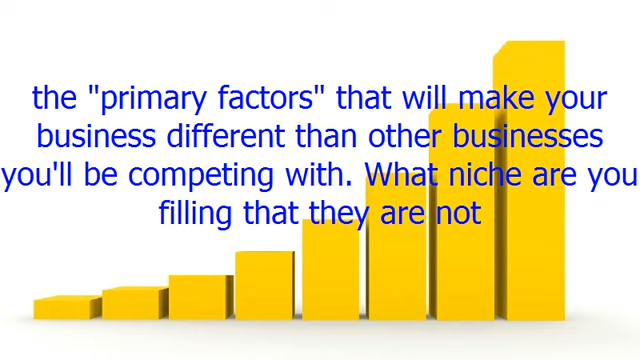 the "primary factors" that will make your
business different than other businesses
you'll be competing with. What niche are you
filling that they are not